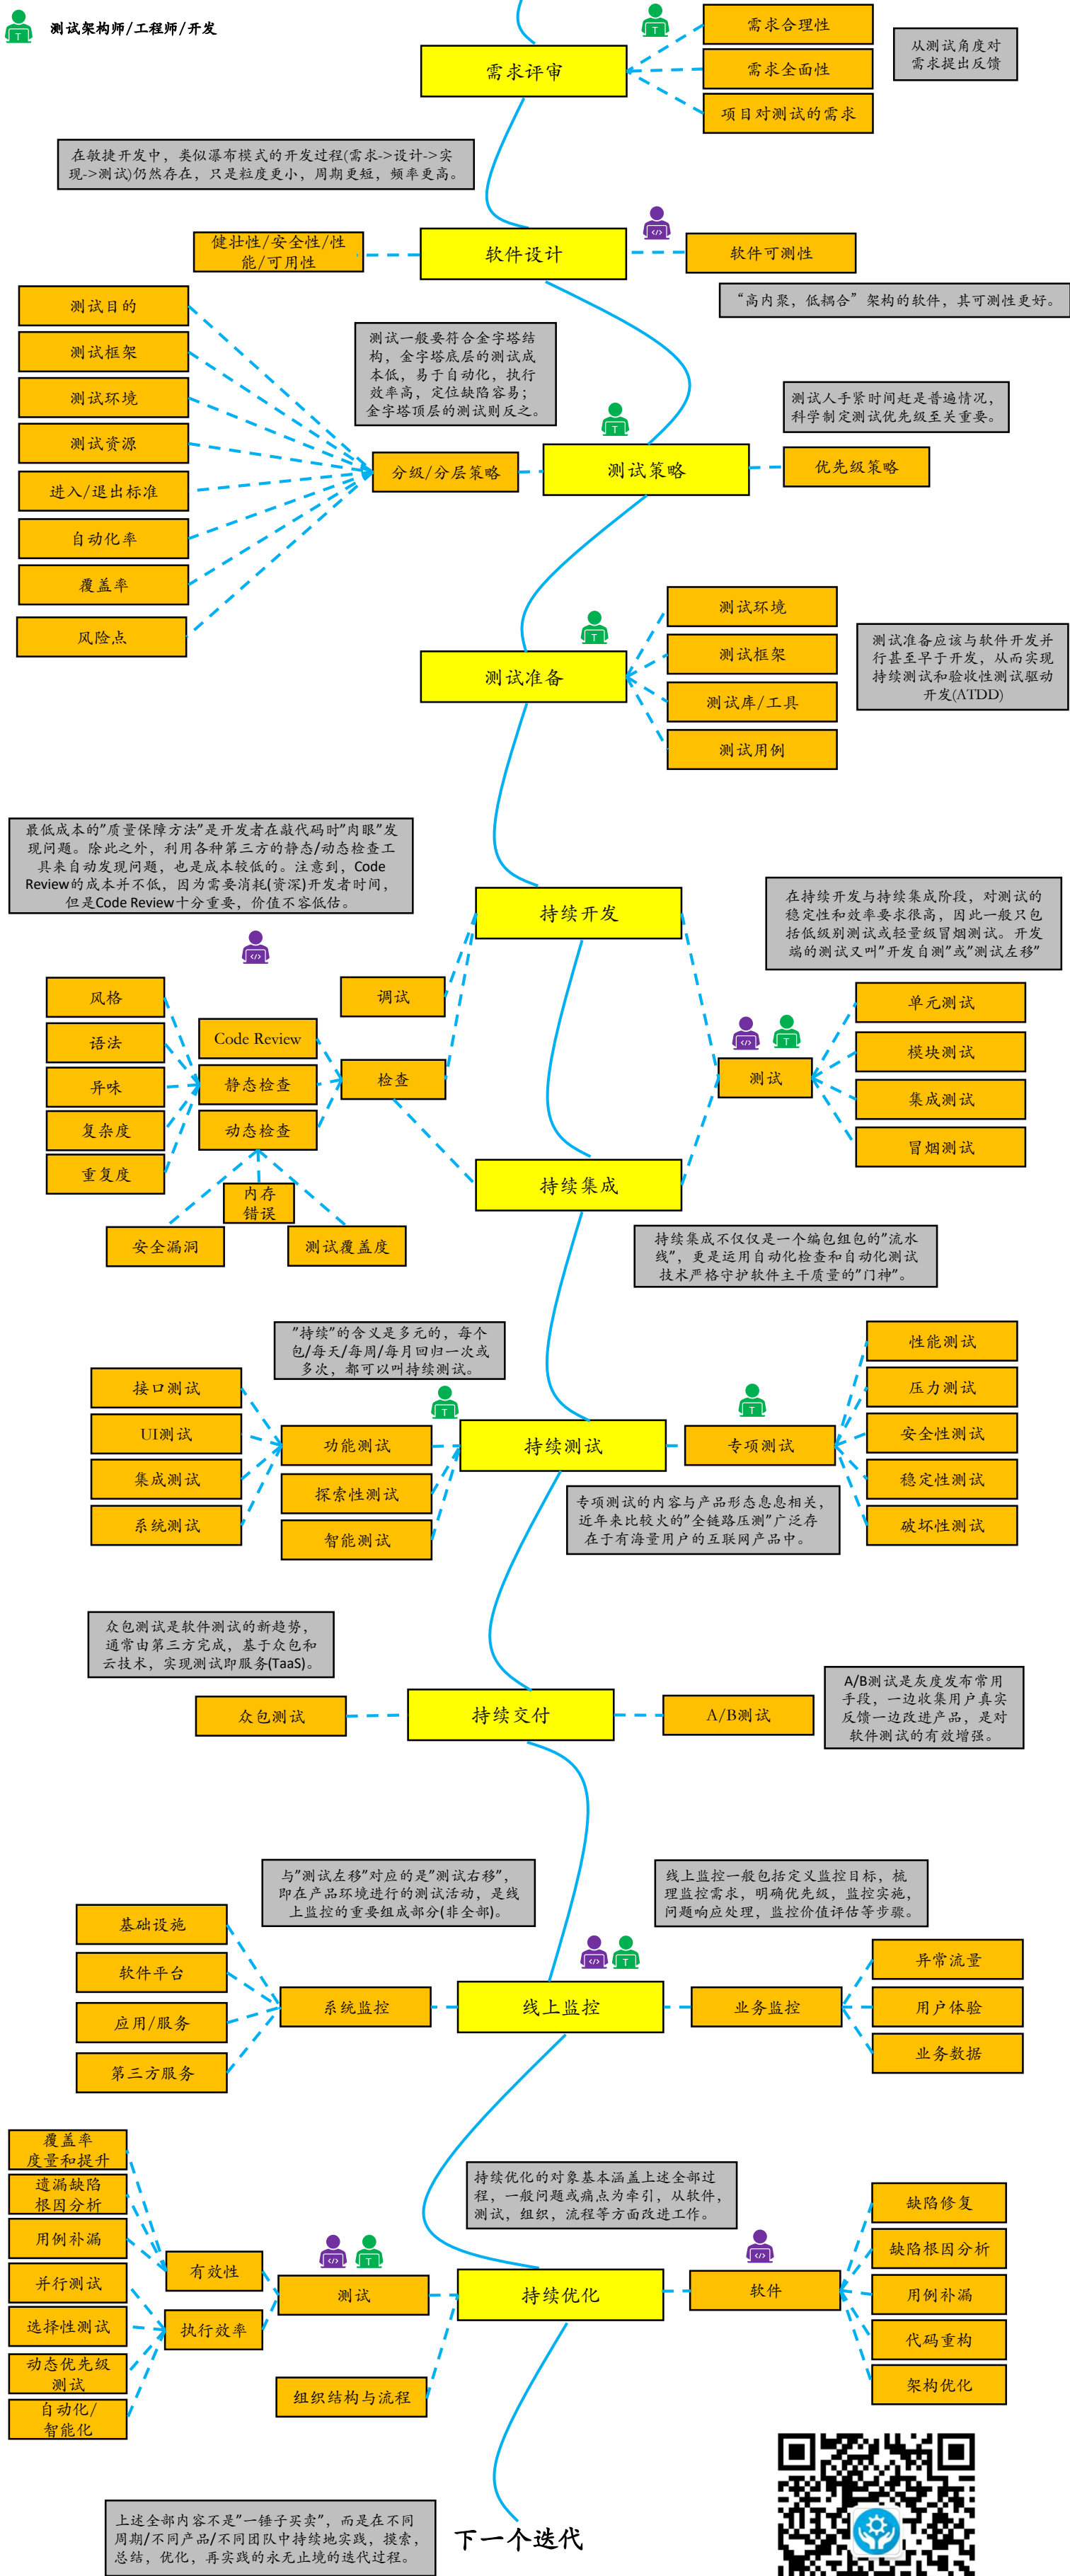 测试架构师/工程师/开发
需求评审
需求合理性
需求全面性
项目对测试的需求
从测试角度对
需求提出反馈
在敏捷开发中，类似瀑布模式的开发过程(需求->设计->实
现->测试)仍然存在，只是粒度更小，周期更短，频率更高。
健壮性/安全性/性
能/可用性
软件设计
软件可测性
“高内聚，低耦合”架构的软件，其可测性更好。
测试目的
测试框架
测试环境
测试资源
进入/退出标准
自动化率
覆盖率
风险点
测试一般要符合金字塔结
构，金字塔底层的测试成
本低，易于自动化，执行
效率高，定位缺陷容易；
金字塔顶层的测试则反之。
测试人手紧时间赶是普遍情况，
科学制定测试优先级至关重要。
分级/分层策略
测试策略
优先级策略
测试准备
测试环境
测试框架
测试库/工具
测试用例
测试准备应该与软件开发并
行甚至早于开发，从而实现
持续测试和验收性测试驱动
开发(ATDD)
最低成本的”质量保障方法”是开发者在敲代码时”肉眼”发
现问题。除此之外，利用各种第三方的静态/动态检查工
具来自动发现问题，也是成本较低的。注意到，Code
Review的成本并不低，因为需要消耗(资深)开发者时间，
但是Code Review十分重要，价值不容低估。
持续开发
在持续开发与持续集成阶段，对测试的
稳定性和效率要求很高，因此一般只包
括低级别测试或轻量级冒烟测试。开发
端的测试又叫”开发自测”或”测试左移”
风格
语法
异味
复杂度
重复度
Code Review
静态检查
动态检查
调试
检查
测试
单元测试
模块测试
集成测试
冒烟测试
内存
错误
安全漏洞
测试覆盖度
持续集成
持续集成不仅仅是一个编包组包的”流水
线”，更是运用自动化检查和自动化测试
技术严格守护软件主干质量的”门神”。
”持续”的含义是多元的，每个
包/每天/每周/每月回归一次或
多次，都可以叫持续测试。
接口测试
UI测试
集成测试
系统测试
功能测试
探索性测试
智能测试
持续测试
专项测试
性能测试
压力测试
安全性测试
稳定性测试
破坏性测试
专项测试的内容与产品形态息息相关，
近年来比较火的”全链路压测”广泛存
在于有海量用户的互联网产品中。
众包测试是软件测试的新趋势，
通常由第三方完成，基于众包和
云技术，实现测试即服务(TaaS)。
众包测试
持续交付
A/B测试
A/B测试是灰度发布常用
手段，一边收集用户真实
反馈一边改进产品，是对
软件测试的有效增强。
与”测试左移”对应的是”测试右移”，
即在产品环境进行的测试活动，是线
上监控的重要组成部分(非全部)。
线上监控一般包括定义监控目标，梳
理监控需求，明确优先级，监控实施，
问题响应处理，监控价值评估等步骤。
基础设施
软件平台
应用/服务
第三方服务
系统监控
线上监控
业务监控
异常流量
用户体验
业务数据
覆盖率
度量和提升
遗漏缺陷
根因分析
用例补漏
并行测试
选择性测试
动态优先级
测试
自动化/
智能化
有效性
执行效率
测试
组织结构与流程
持续优化的对象基本涵盖上述全部过
程，一般问题或痛点为牵引，从软件，
测试，组织，流程等方面改进工作。
持续优化
软件
缺陷修复
缺陷根因分析
用例补漏
代码重构
架构优化
上述全部内容不是”一锤子买卖”，而是在不同
周期/不同产品/不同团队中持续地实践，摸索，
总结，优化，再实践的永无止境的迭代过程。
下一个迭代